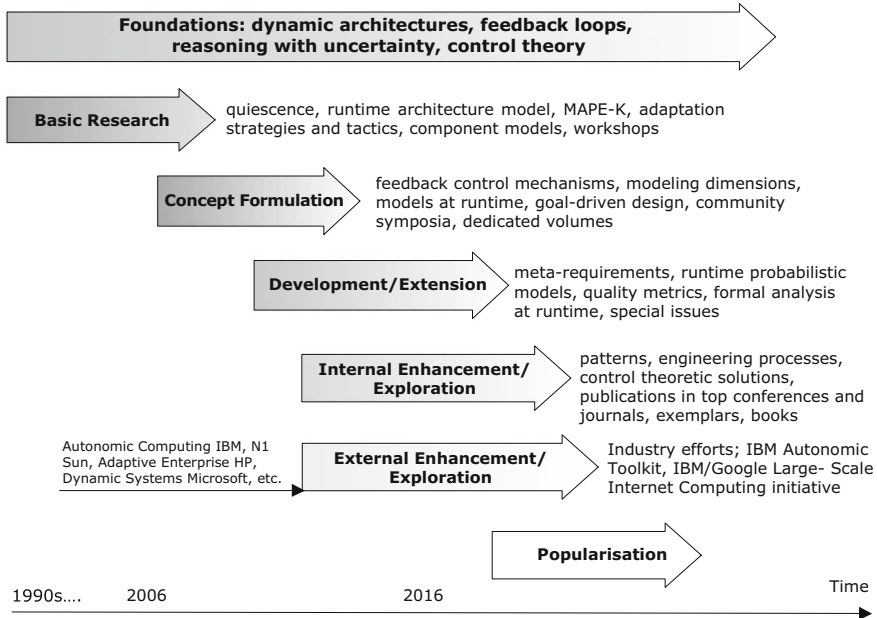 Foundations: dynamic architectures, feedback loops,
reasoning with uncertainty, control theory
Basic Research
quiescence, runtime architecture model, MAPE-K, adaptation
strategies and tactics, component models, workshops
Concept Formulation
feedback control mechanisms, modeling dimensions,
models at runtime, goal-driven design, community
symposia, dedicated volumes
Development/Extension
meta-requirements, runtime probabilistic
models, quality metrics, formal analysis
at runtime, special issues
Internal Enhancement/
Exploration
patterns, engineering processes,
control theoretic solutions,
publications in top conferences and
journals, exemplars, books
Autonomic Computing IBM, N1
Sun, Adaptive Enterprise HP,
Dynamic Systems Microsoft, etc.
External Enhancement/
Exploration
Industry efforts; IBM Autonomic
Toolkit, IBM/Google Large- Scale
Internet Computing initiative
Popularisation
1990s.... 2006 2016 Time